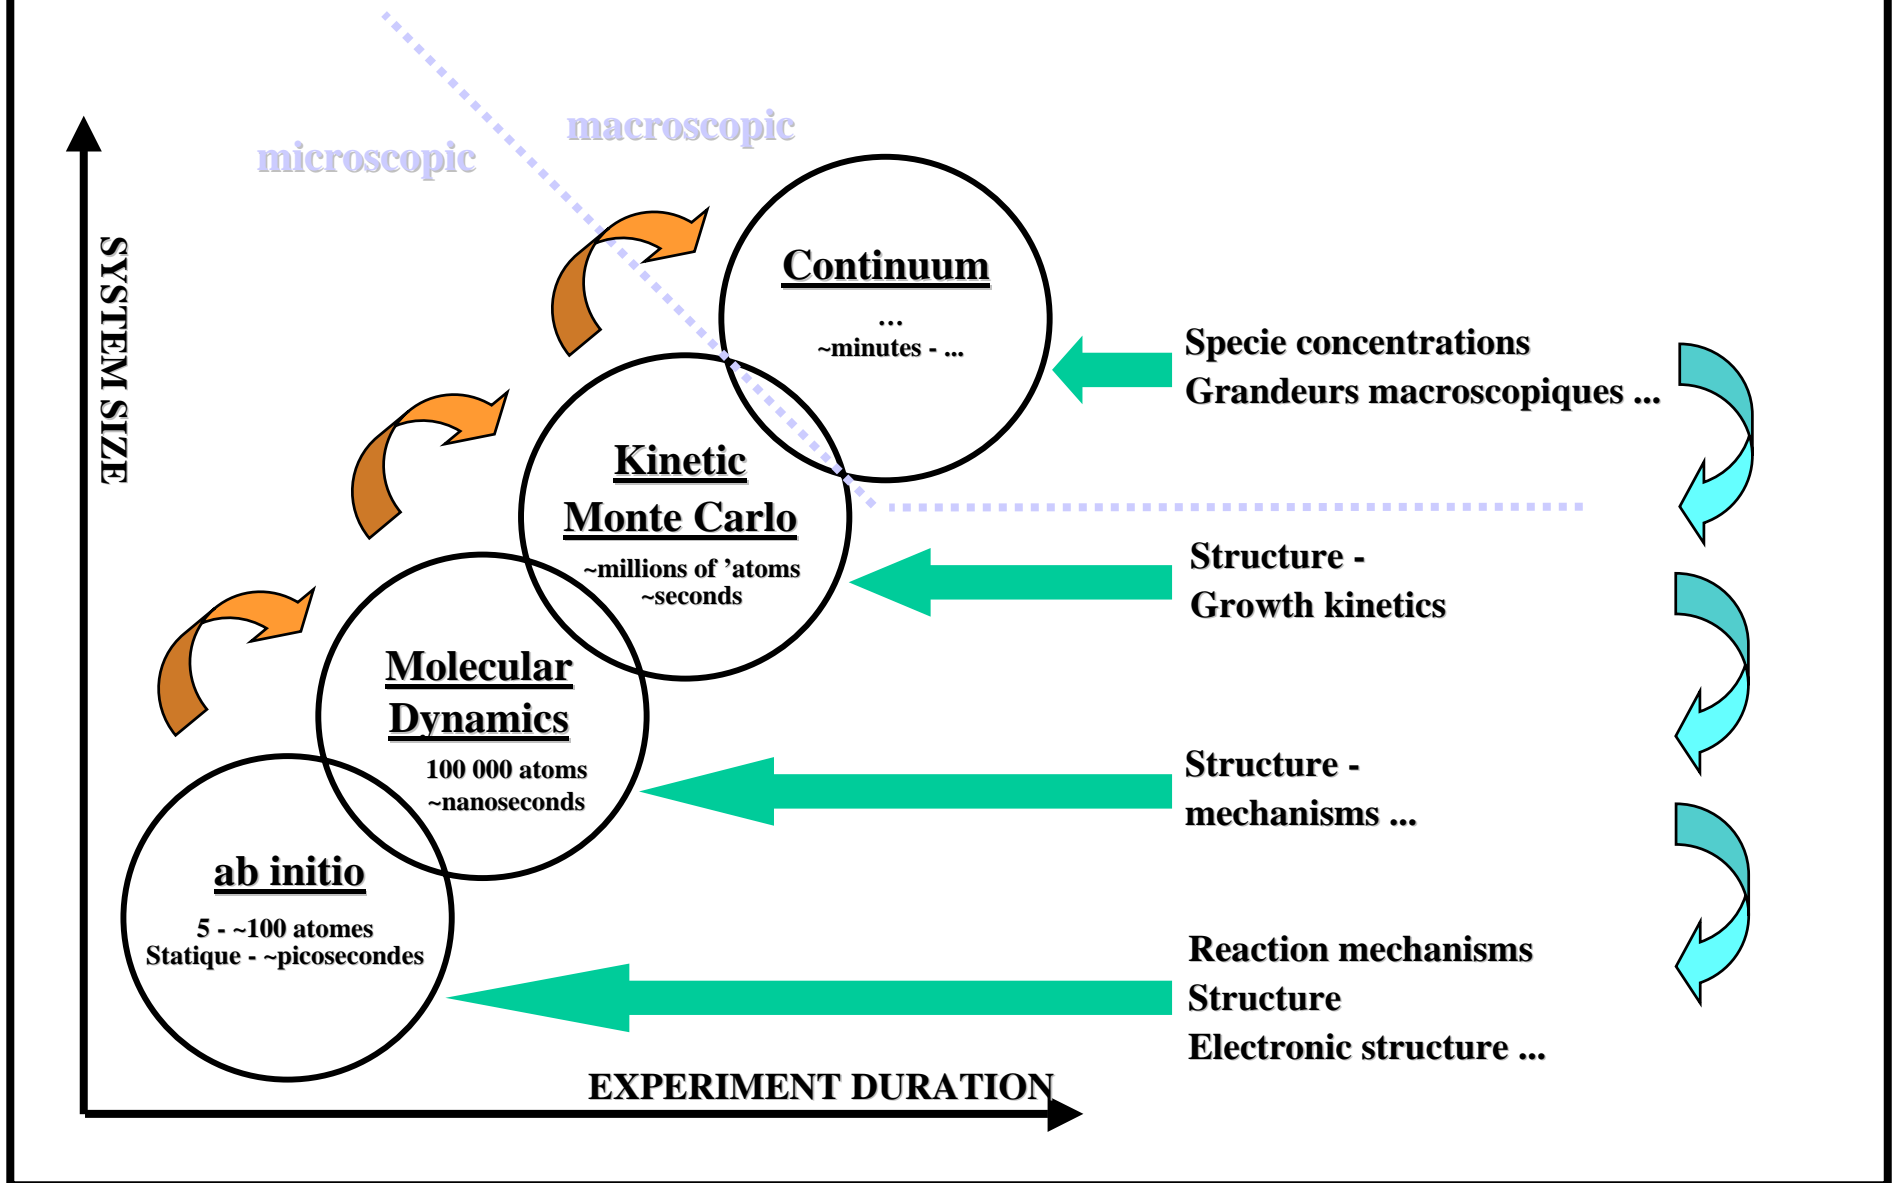 macroscopic
microscopic
SYSTEM SIZE
Continuum
...
~minutes - ...
Specie concentrations
Grandeurs macroscopiques ...
Kinetic
Monte Carlo
~millions of ’atoms
~seconds
Structure -
Growth kinetics
Molecular
Dynamics
100 000 atoms
~nanoseconds
Structure -
mechanisms ...
ab initio
5 - ~100 atomes
Statique - ~picosecondes
Reaction mechanisms
Structure
Electronic structure ...
EXPERIMENT DURATION